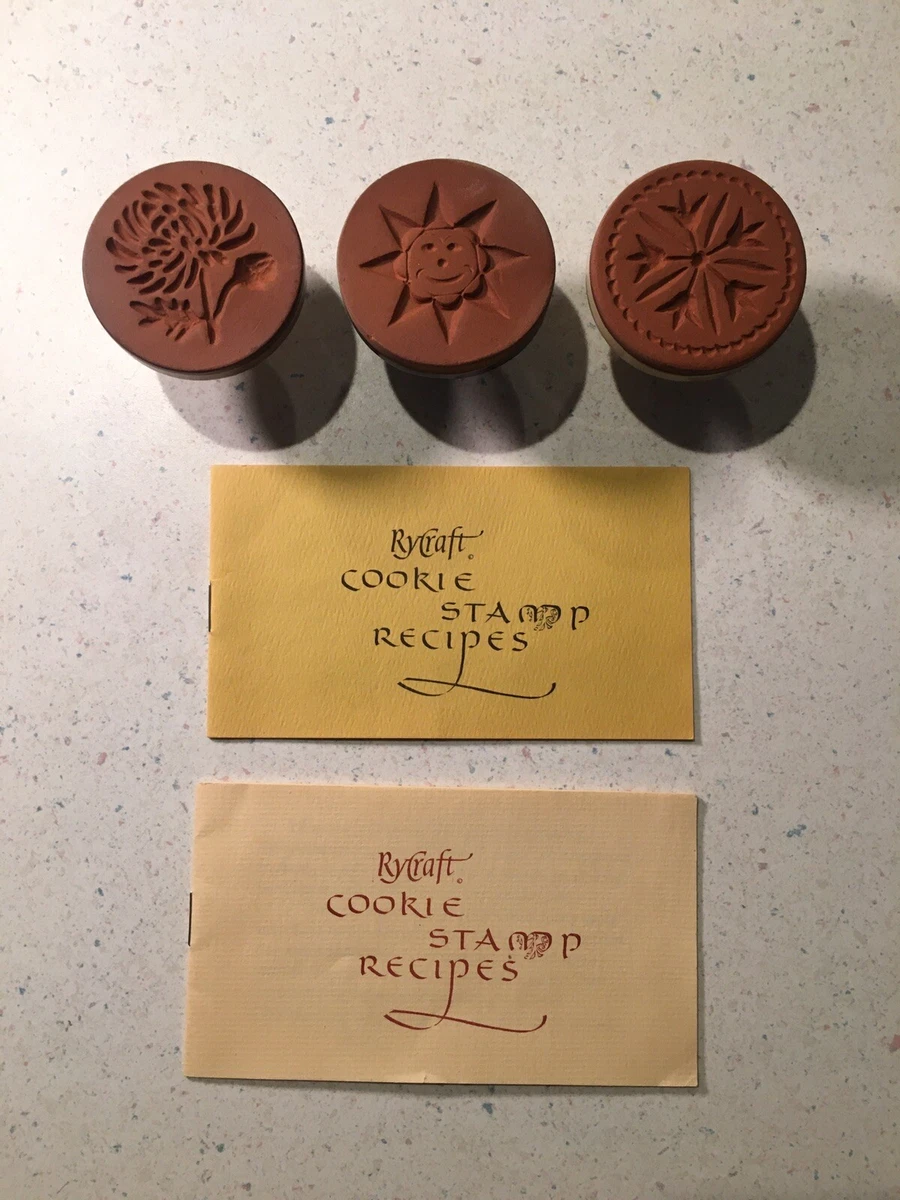 RyCraft ©
COOKIE
STAMP
RECIPES
RyCraft ©
COOKIE
STAMP
RECIPES